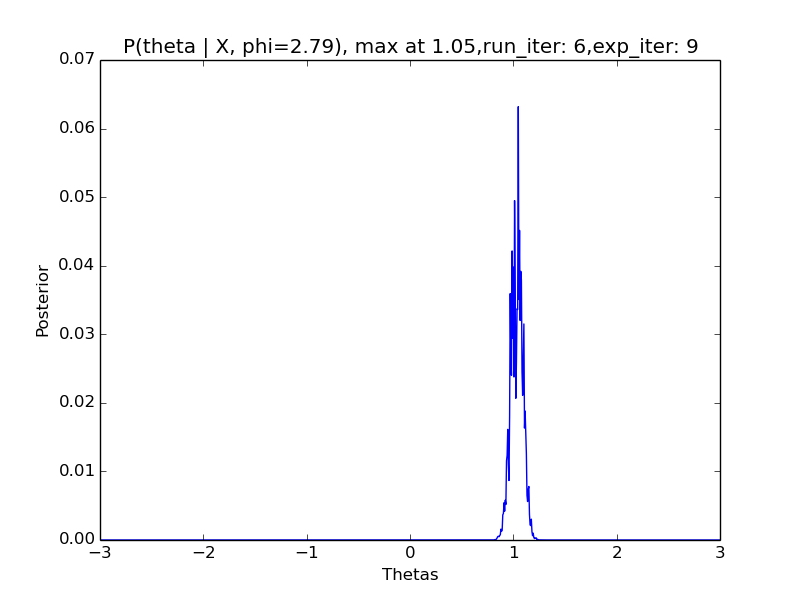 P(theta | X, phi=2.79), max at 1.05,run_iter: 6,exp_iter: 9
0.07
0.06
0.05
0.04
0.03
0.02
0.01
0.00
Posterior
−3 −2 −1 0 1 2 3
Thetas